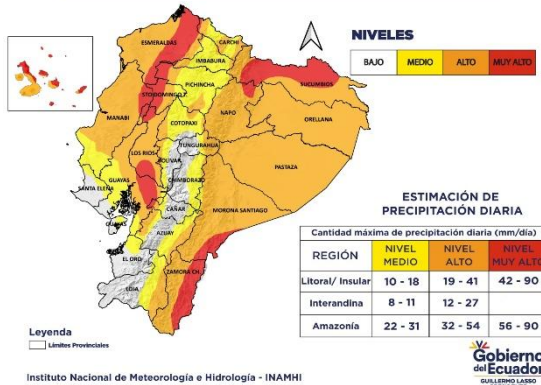 NIVELES
BAJO MEDIO ALTO MUY ALTO
ESMERALDAS
CARCHI
IMBABURA
SUCUMBIOS
PICHINCHA
STO DOMING
NAPO
ORELLANA
MANABI
COTOPAXI
TUNGURAHUA
LOS RIOS
BOLIVAR
PASTAZA
CHIMBORAZO
GUAYAS
SANTA ELENA
MORONA SANTIAGO
CAÑAR
AZUAY
EL ORO
ZAMORA CH.
LOJA
ESTIMACIÓN DE
PRECIPITACIÓN DIARIA
Cantidad máxima de precipitación diaria (mm/día)
REGIÓN NIVEL MEDIO NIVEL ALTO NIVEL MUY ALTO
Litoral/ Insular 10 - 18 19 - 41 42 - 90
Interandina 8 - 11 12 - 27
Amazonía 22 - 31 32 - 54 56 - 90
Leyenda
Límites Provinciales
Instituto Nacional de Meteorología e Hidrología - INAMHI
Gobierno
del Ecuador
GUILLERMO LASSO